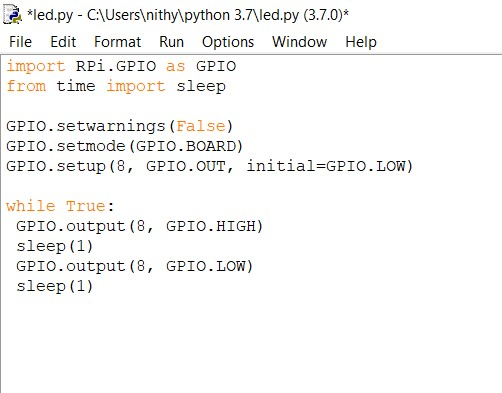 *led.py - C:\Users\nithy\python 3.7\led.py (3.7.0)*
File Edit Format Run Options Window Help
import RPi.GPIO as GPIO
from time import sleep

GPIO.setwarnings(False)
GPIO.setmode(GPIO.BOARD)
GPIO.setup(8, GPIO.OUT, initial=GPIO.LOW)

while True:
 GPIO.output(8, GPIO.HIGH)
 sleep(1)
 GPIO.output(8, GPIO.LOW)
 sleep(1)